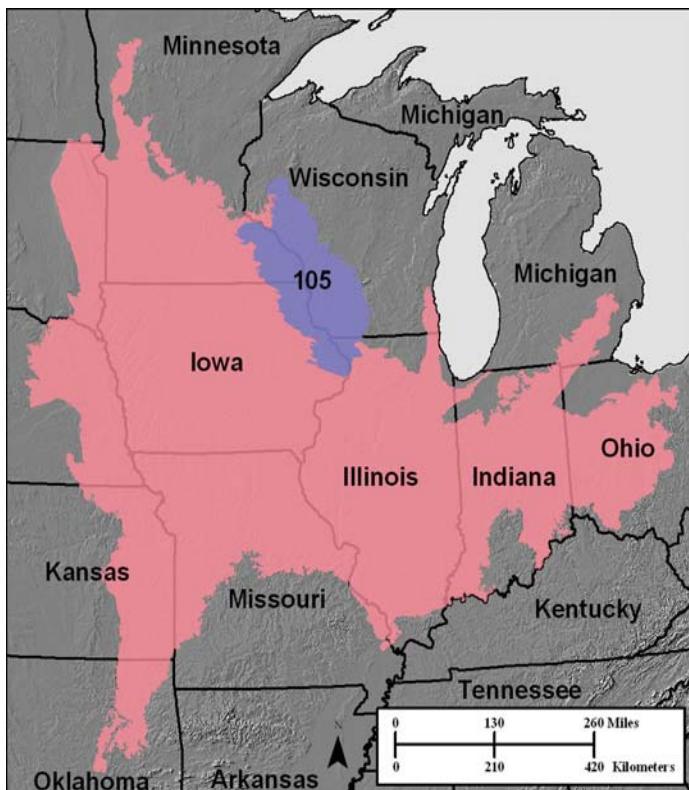 Minnesota
Michigan
Wisconsin
105
Michigan
Iowa
Ohio
Illinois
Indiana
Kansas
Missouri
Kentucky
Tennessee
N
0 130 260 Miles
0 210 420 Kilometers
Oklahoma
Arkansas